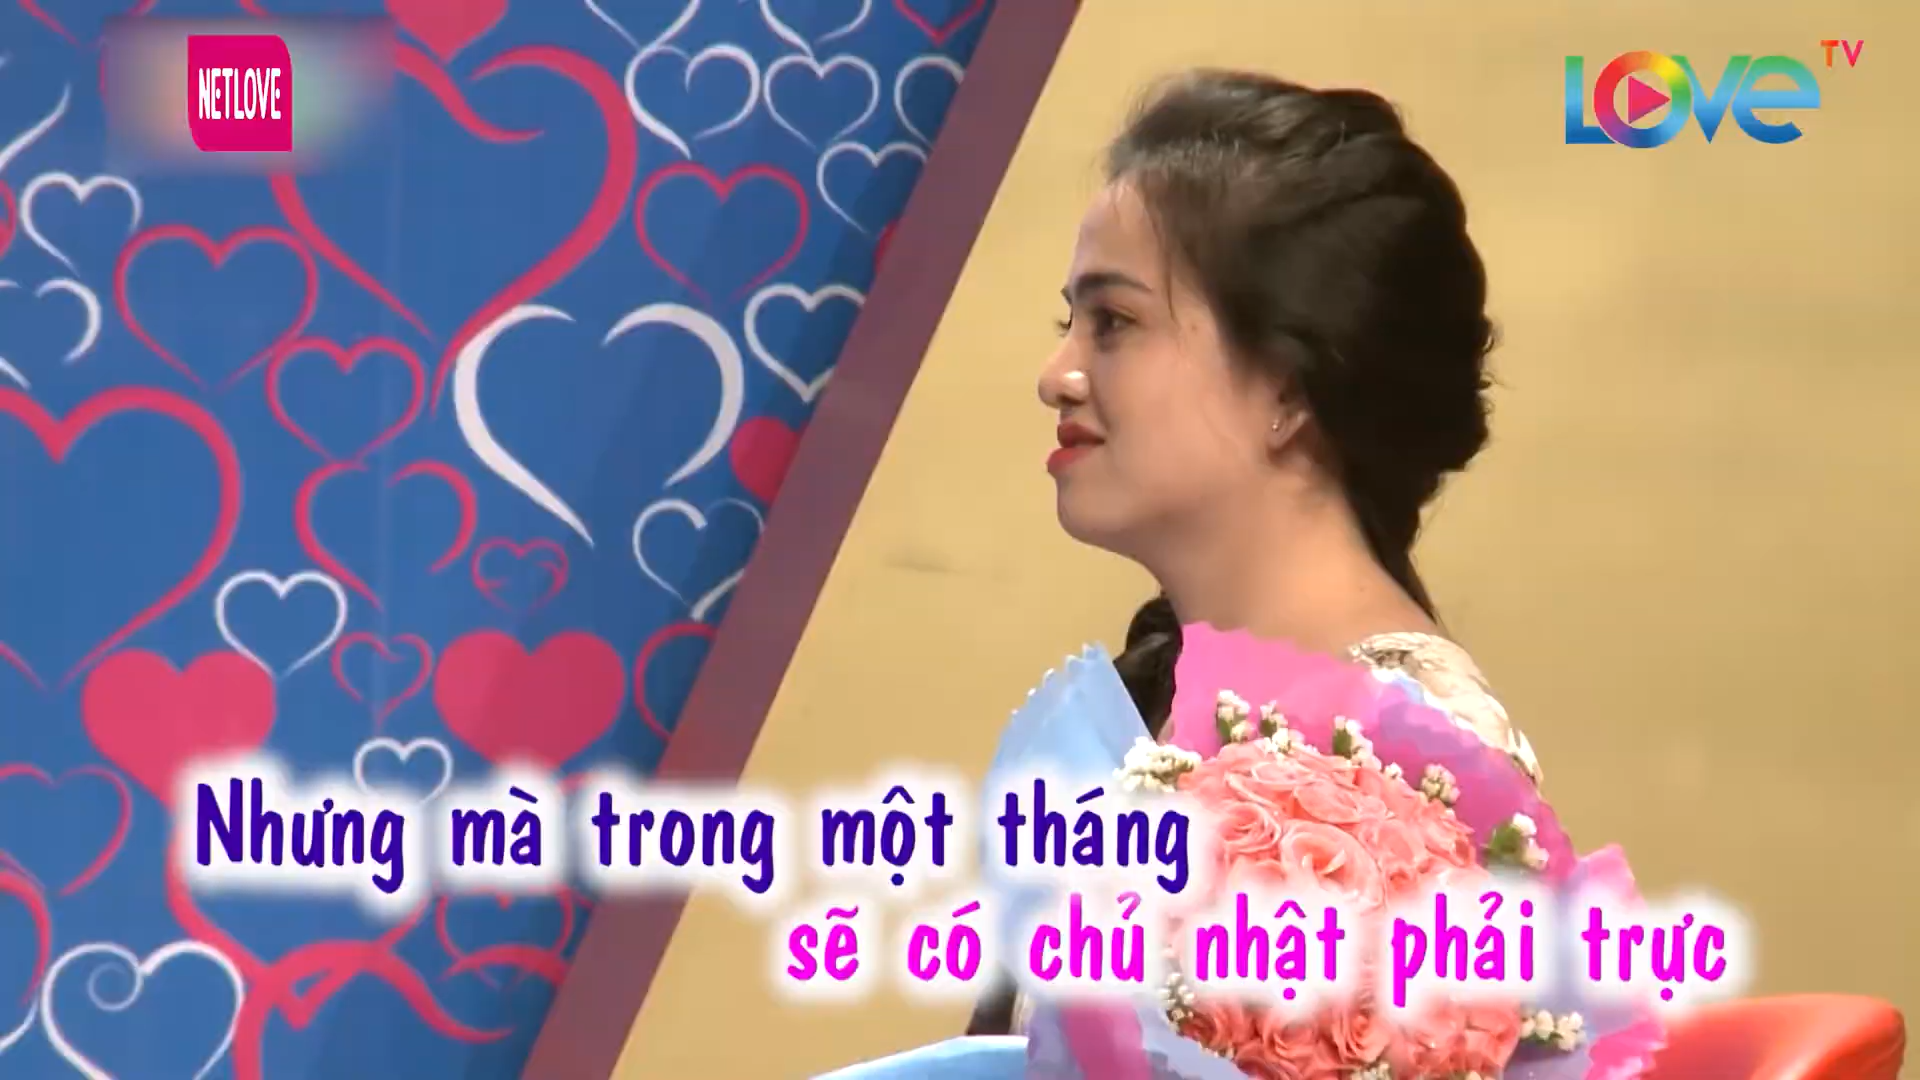 NETLOVE
LOVE TV
Nhưng mà trong một tháng
sẽ có chủ nhật phải trực